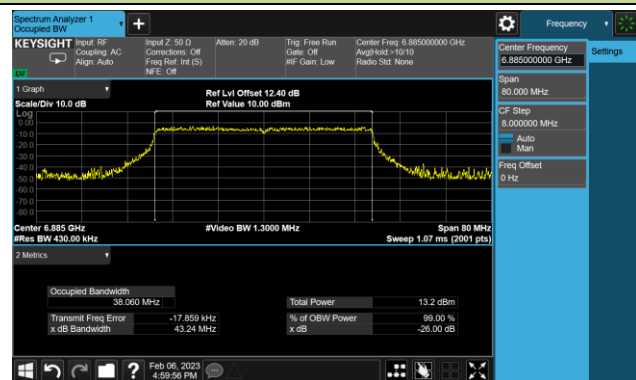 Spectrum Analyzer 1
Occupied BW
+
Frequency
KEYSIGHT
Input: RF
Coupling: AC
Align: Auto
Input Z: 50 Ω
Corrections: Off
Freq Ref: Int (S)
NFE: Off
Atten: 20 dB
Trig: Free Run
Gate: Off
#IF Gain: Low
Center Freq: 6.885000000 GHz
Avg|Hold:>10/10
Radio Std: None
LXI
Center Frequency
6.885000000 GHz
Settings
Span
80.000 MHz
CF Step
8.000000 MHz
Auto
Man
Freq Offset
0 Hz
1 Graph
Scale/Div 10.0 dB
Ref Lvl Offset 12.40 dB
Ref Value 10.00 dBm
Log
0.00
-10.0
-20.0
-30.0
-40.0
-50.0
-60.0
-70.0
-80.0
Center 6.885 GHz
#Res BW 430.00 kHz
#Video BW 1.3000 MHz
Span 80 MHz
Sweep 1.07 ms (2001 pts)
2 Metrics
Occupied Bandwidth
38.060 MHz
Total Power 13.2 dBm
Transmit Freq Error -17.859 kHz % of OBW Power 99.00 %
x dB Bandwidth 43.24 MHz x dB -26.00 dB
?
Feb 06, 2023
4:59:56 PM